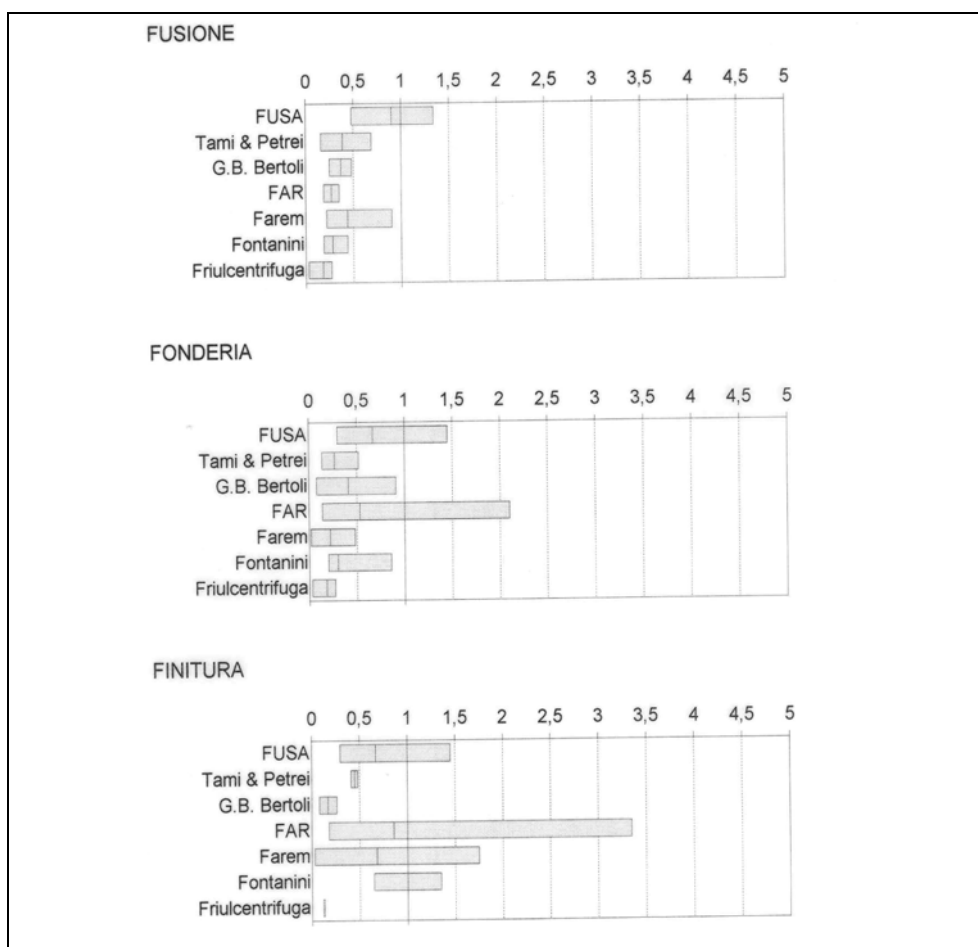 FUSIONE
0 0,5 1 1,5 2 2,5 3 3,5 4 4,5 5
FUSA
Tami & Petrei
G.B. Bertoli
FAR
Farem
Fontanini
Friulcentrifuga
FONDERIA
0 0,5 1 1,5 2 2,5 3 3,5 4 4,5 5
FUSA
Tami & Petrei
G.B. Bertoli
FAR
Farem
Fontanini
Friulcentrifuga
FINITURA
0 0,5 1 1,5 2 2,5 3 3,5 4 4,5 5
FUSA
Tami & Petrei
G.B. Bertoli
FAR
Farem
Fontanini
Friulcentrifuga